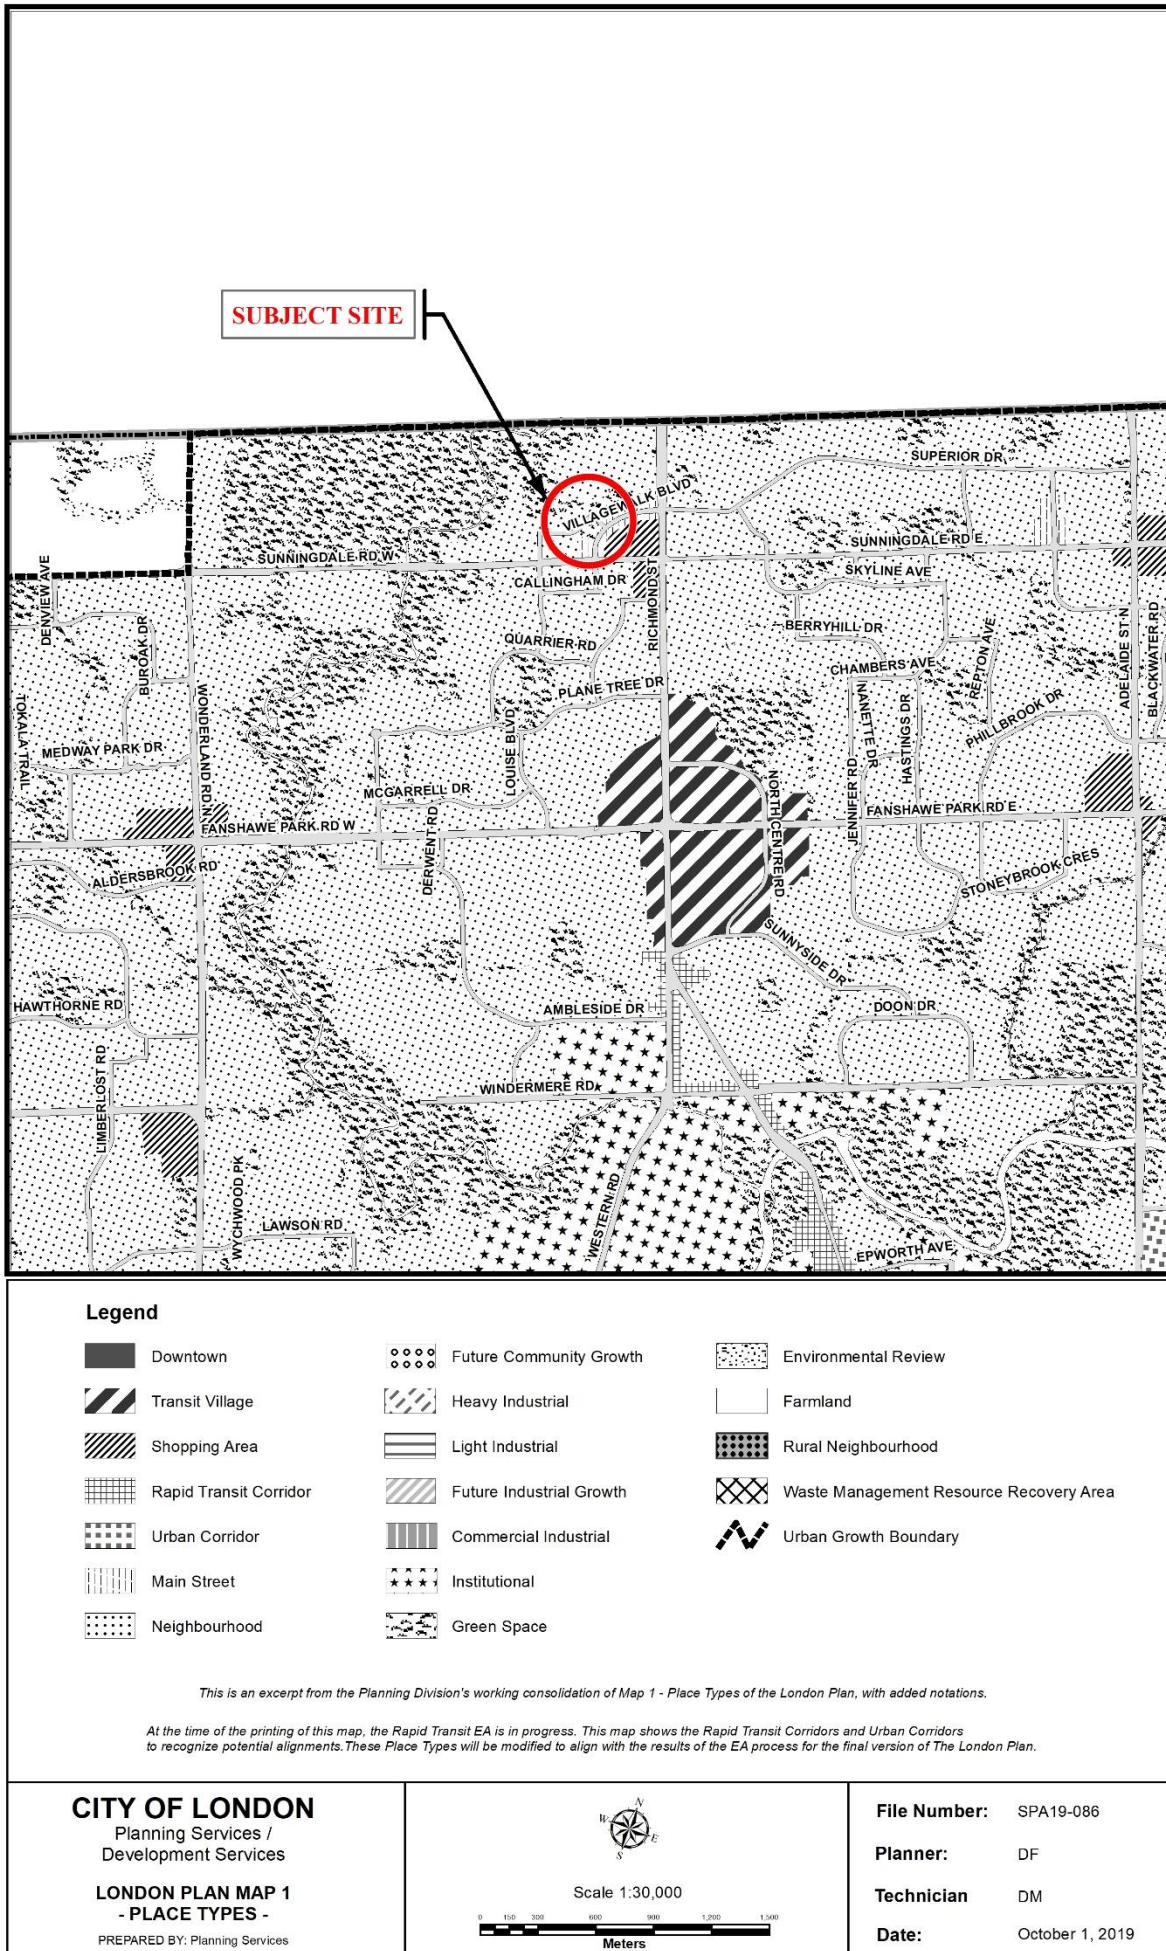 SUBJECT SITE
SUPERIOR DR
VILLAGEWALK BLVD
SUNNINGDALE RD W
SUNNINGDALE RD E
DENVIEW AVE
CALLINGHAM DR
SKYLINE AVE
RICHMOND ST
BUROAK DR
QUARRIER RD
BERRYHILL DR
REPTON AVE
ADELAIDE ST N
BLACKWATER RD
CHAMBERS AVE
PLANE TREE DR
TOKALA TRAIL
WONDERLAND RD N
LOUISE BLVD
NANETTE DR
HASTINGS DR
PHILLBROOK DR
MEDWAY PARK DR
MCGARRELL DR
NORTH CENTRE RD
JENNIFER RD
FANSHAWE PARK RD W
FANSHAWE PARK RD E
DERWENT RD
ALDERSBROOK RD
STONEYBROOK CRES
SUNNYSIDE DR
HAWTHORNE RD
AMBLESIDE DR
DOON DR
LIMBERLOST RD
WINDERMERE RD
WYCHWOOD PK
WESTERN RD
LAWSON RD
EPWORTH AVE
Legend
Downtown
Transit Village
Shopping Area
Rapid Transit Corridor
Urban Corridor
Main Street
Neighbourhood
Future Community Growth
Heavy Industrial
Light Industrial
Future Industrial Growth
Commercial Industrial
Institutional
Green Space
Environmental Review
Farmland
Rural Neighbourhood
Waste Management Resource Recovery Area
Urban Growth Boundary
This is an excerpt from the Planning Division's working consolidation of Map 1 - Place Types of the London Plan, with added notations.
At the time of the printing of this map, the Rapid Transit EA is in progress. This map shows the Rapid Transit Corridors and Urban Corridors
to recognize potential alignments.These Place Types will be modified to align with the results of the EA process for the final version of The London Plan.
CITY OF LONDON
Planning Services /
Development Services
LONDON PLAN MAP 1
- PLACE TYPES -
PREPARED BY: Planning Services
N
W
E
S
Scale 1:30,000
0 150 300 600 900 1,200 1,500
Meters
File Number: SPA19-086
Planner: DF
Technician DM
Date: October 1, 2019